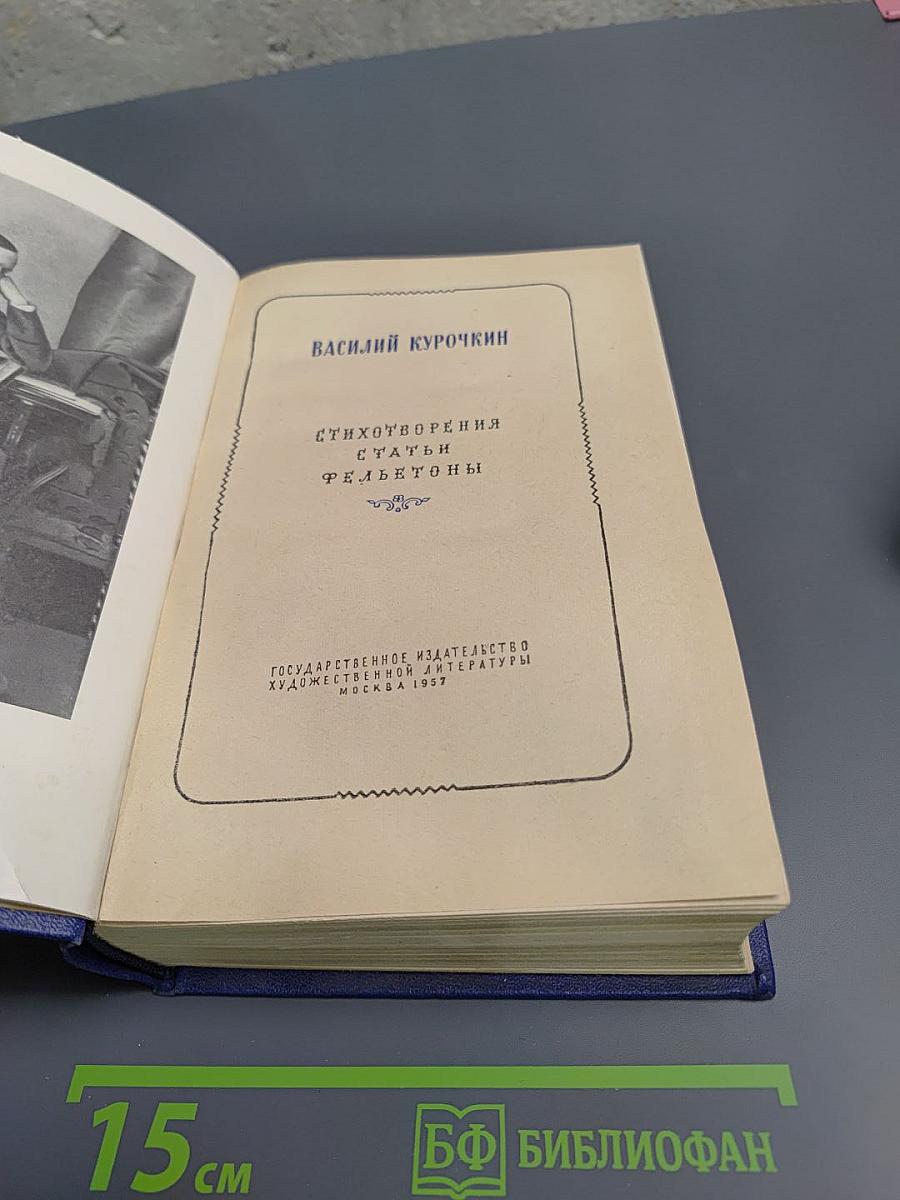 ВАСИЛИЙ КУРОЧКИН
СТИХОТВОРЕНИЯ
СТАТЬИ
ФЕЛЬЕТОНЫ
ГОСУДАРСТВЕННОЕ ИЗДАТЕЛЬСТВО
ХУДОЖЕСТВЕННОЙ ЛИТЕРАТУРЫ
МОСКВА 1957
15 см
БФ БИБЛИОФАН